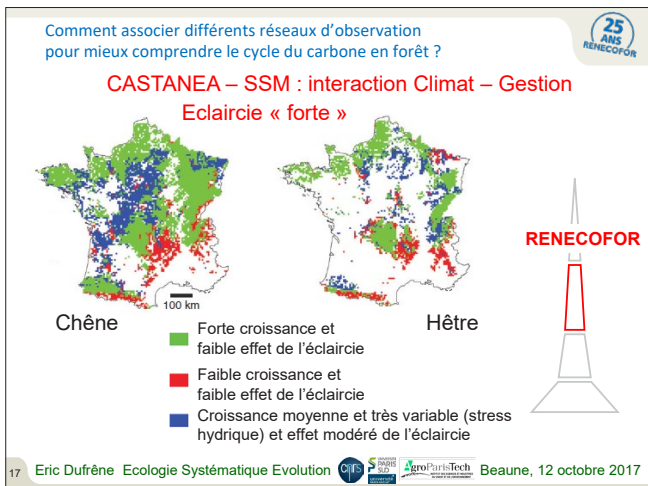 Comment associer différents réseaux d’observation
pour mieux comprendre le cycle du carbone en forêt ?
25
ANS
RENECOFOR
CASTANEA – SSM : interaction Climat – Gestion
Eclaircie « forte »
RENECOFOR
100 km
Chêne
Hêtre
Forte croissance et
faible effet de l’éclaircie
Faible croissance et
faible effet de l’éclaircie
Croissance moyenne et très variable (stress
hydrique) et effet modéré de l’éclaircie
17 Eric Dufrêne Ecologie Systématique Evolution cnrs PARIS SUD AgroParisTech Beaune, 12 octobre 2017